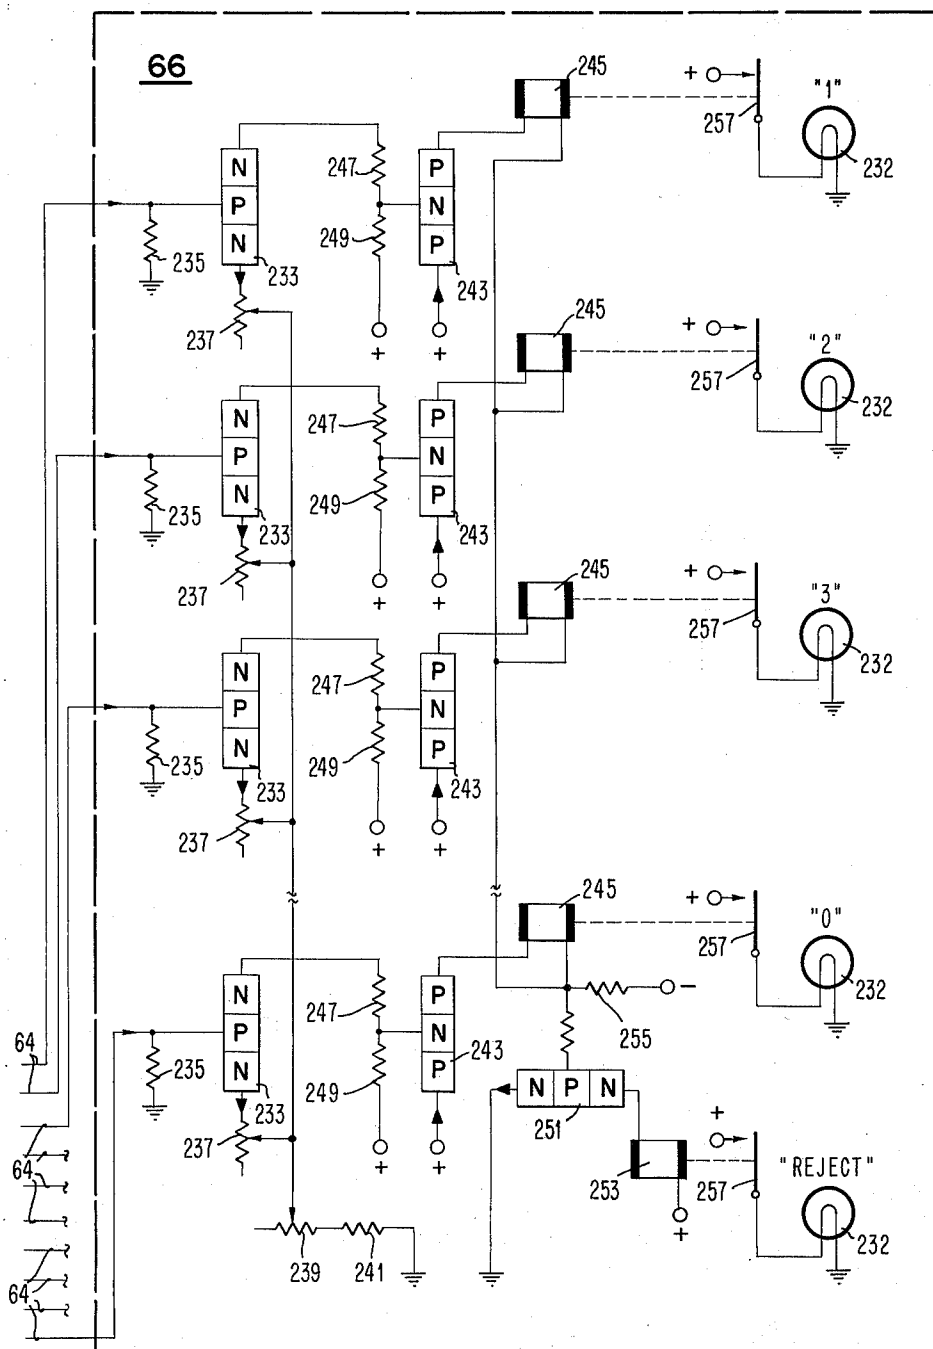 66
245
+
257
"1"
232
N
P
N
247
249
P
N
P
235
233
237
243
+
+
245
+
257
"2"
232
N
P
N
247
249
P
N
P
235
233
237
243
+
+
245
+
257
"3"
232
N
P
N
247
249
P
N
P
235
233
237
243
+
+
245
+
257
"0"
232
N
P
N
247
249
P
N
P
235
233
237
243
+
+
255
−
64
64
64
N P N
251
253
+
+
257
"REJECT"
232
239
241